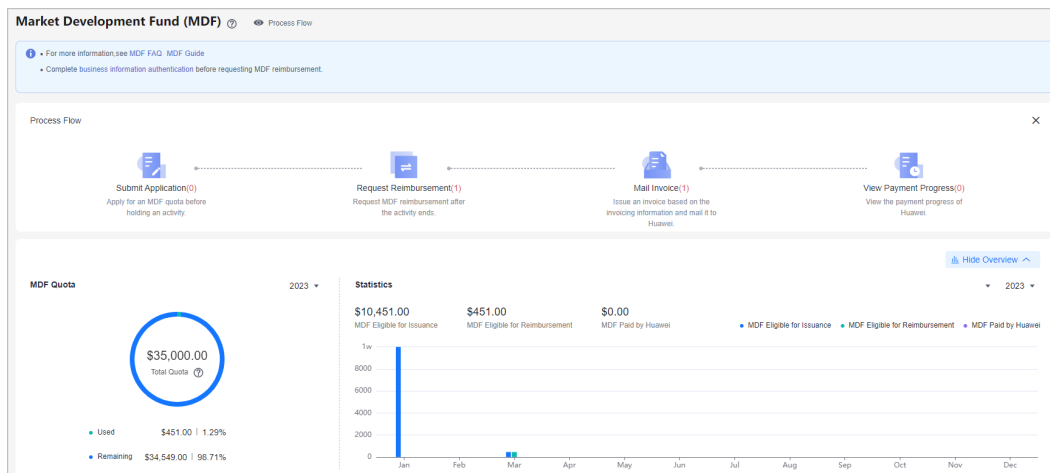 Market Development Fund (MDF) ? Process Flow
• For more information,see MDF FAQ MDF Guide
• Complete business information authentication before requesting MDF reimbursement.
Process Flow
Submit Application(0)
Apply for an MDF quota before
holding an activity.
Request Reimbursement(1)
Request MDF reimbursement after
the activity ends.
Mail Invoice(1)
Issue an invoice based on the
invoicing information and mail it to
Huawei.
View Payment Progress(0)
View the payment progress of
Huawei.
Hide Overview
MDF Quota 2023
$35,000.00
Total Quota ?
• Used $451.00 | 1.29%
• Remaining $34,549.00 | 98.71%
Statistics 2023
$10,451.00
MDF Eligible for Issuance
$451.00
MDF Eligible for Reimbursement
$0.00
MDF Paid by Huawei
• MDF Eligible for Issuance • MDF Eligible for Reimbursement • MDF Paid by Huawei
1w
8000
6000
4000
2000
0
Jan Feb Mar Apr May Jun Jul Aug Sep Oct Nov Dec